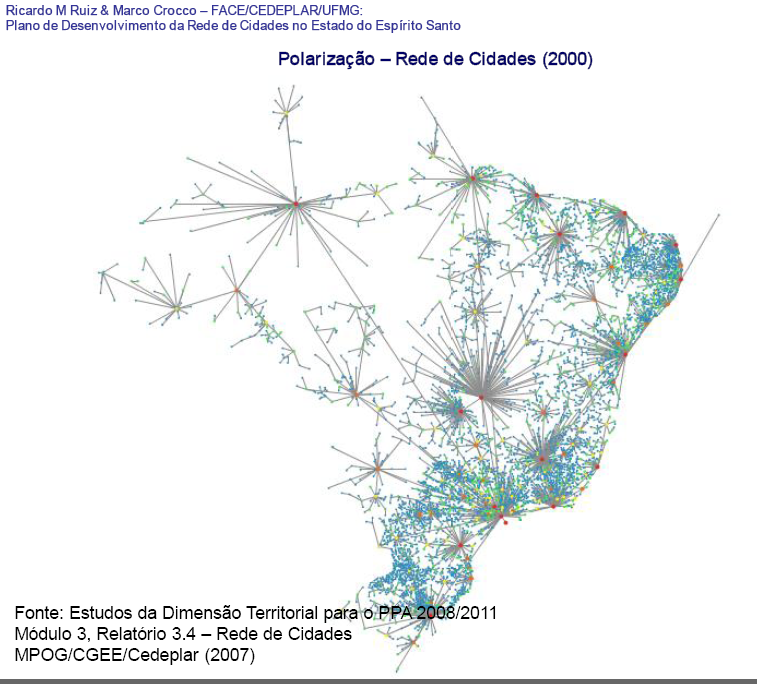 Ricardo M Ruiz & Marco Crocco – FACE/CEDEPLAR/UFMG:
Plano de Desenvolvimento da Rede de Cidades no Estado do Espírito Santo
Polarização – Rede de Cidades (2000)
Fonte: Estudos da Dimensão Territorial para o PPA 2008/2011
Módulo 3, Relatório 3.4 – Rede de Cidades
MPOG/CGEE/Cedeplar (2007)